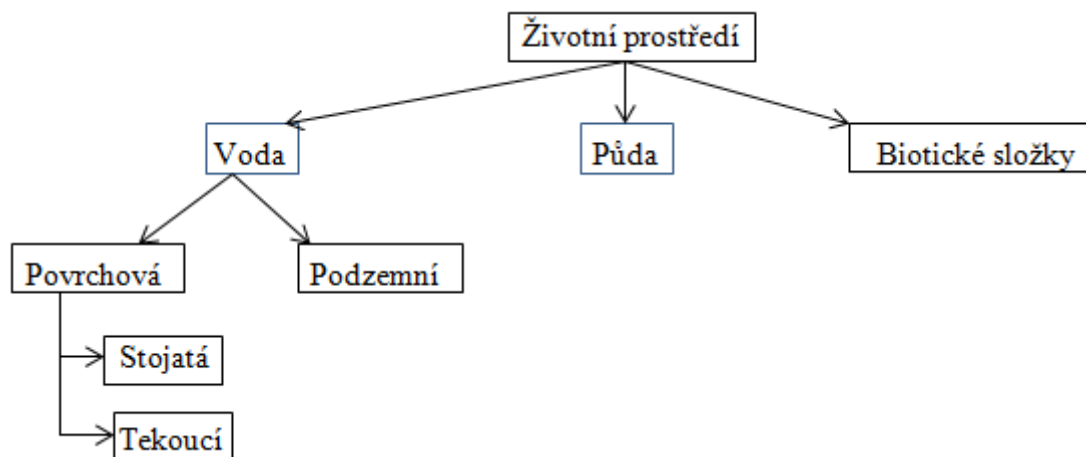 Životní prostředí
Voda
Půda
Biotické složky
Povrchová
Podzemní
Stojatá
Tekoucí